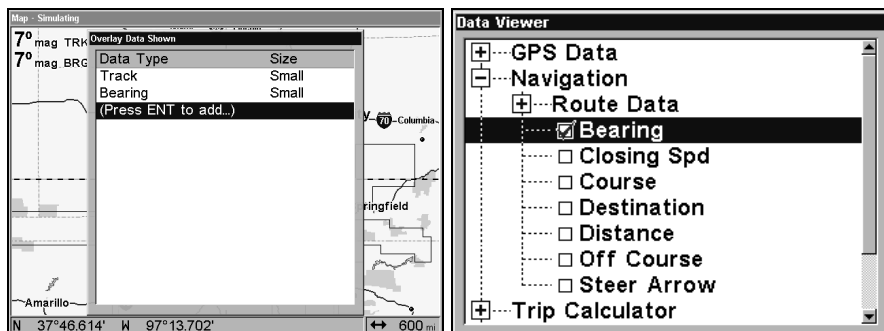 Map - Simulating
7° mag TRK
7° mag BRG
Overlay Data Shown
Data Type Size
Track Small
Bearing Small
(Press ENT to add...)
70 Columbia
ringfield
Amarillo
N 37°46.614' W 97°13.702' ↔ 600 mi
Data Viewer
GPS Data
Navigation
Route Data
Bearing
Closing Spd
Course
Destination
Distance
Off Course
Steer Arrow
Trip Calculator